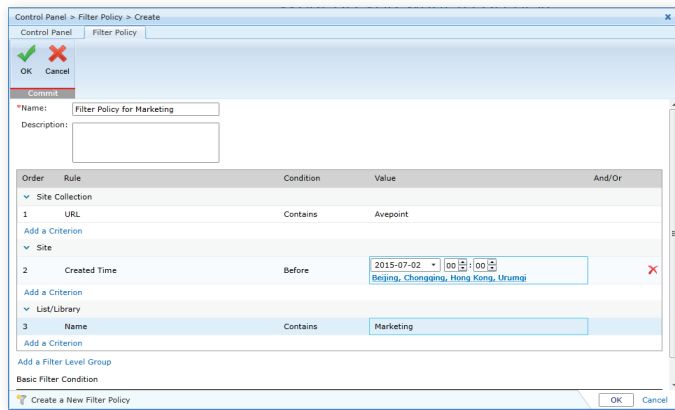 Control Panel > Filter Policy > Create
Control Panel Filter Policy
OK Cancel
Commit
*Name: Filter Policy for Marketing
Description:
Order Rule Condition Value And/Or
Site Collection
1 URL Contains Avepoint
Add a Criterion
Site
2 Created Time Before 2015-07-02 00 : 00
Beijing, Chongqing, Hong Kong, Urumqi
Add a Criterion
List/Library
3 Name Contains Marketing
Add a Criterion
Add a Filter Level Group
Basic Filter Condition
Create a New Filter Policy OK Cancel